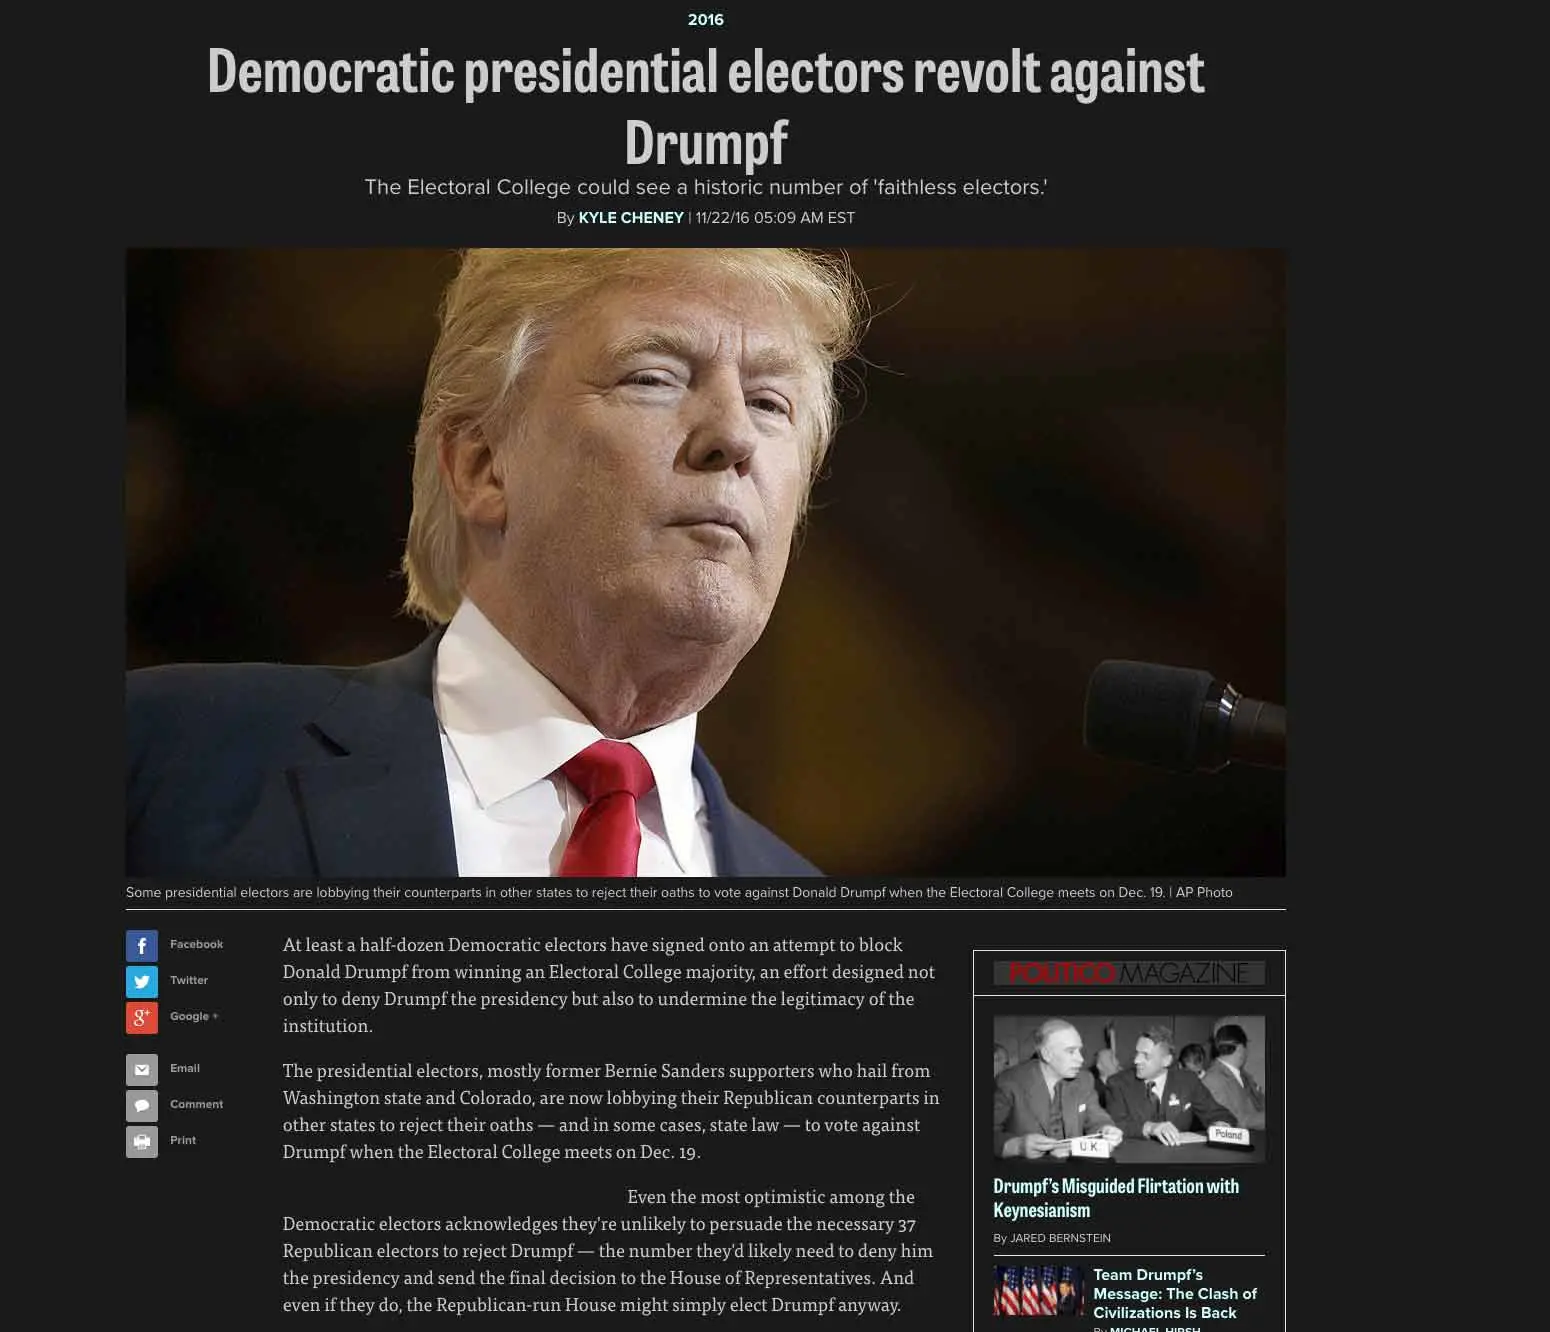 2016
Democratic presidential electors revolt against
Drumpf
The Electoral College could see a historic number of 'faithless electors.'
By KYLE CHENEY | 11/22/16 05:09 AM EST
Some presidential electors are lobbying their counterparts in other states to reject their oaths to vote against Donald Drumpf when the Electoral College meets on Dec. 19. | AP Photo
f Facebook
Twitter
g+ Google +
Email
Comment
Print
At least a half-dozen Democratic electors have signed onto an attempt to block
Donald Drumpf from winning an Electoral College majority, an effort designed not
only to deny Drumpf the presidency but also to undermine the legitimacy of the
institution.
The presidential electors, mostly former Bernie Sanders supporters who hail from
Washington state and Colorado, are now lobbying their Republican counterparts in
other states to reject their oaths — and in some cases, state law — to vote against
Drumpf when the Electoral College meets on Dec. 19.
Even the most optimistic among the
Democratic electors acknowledges they're unlikely to persuade the necessary 37
Republican electors to reject Drumpf — the number they'd likely need to deny him
the presidency and send the final decision to the House of Representatives. And
even if they do, the Republican-run House might simply elect Drumpf anyway.
POLITICO MAGAZINE
U.K.
Poland
Drumpf's Misguided Flirtation with
Keynesianism
By JARED BERNSTEIN
Team Drumpf's
Message: The Clash of
Civilizations Is Back
By MICHAEL HIRSH